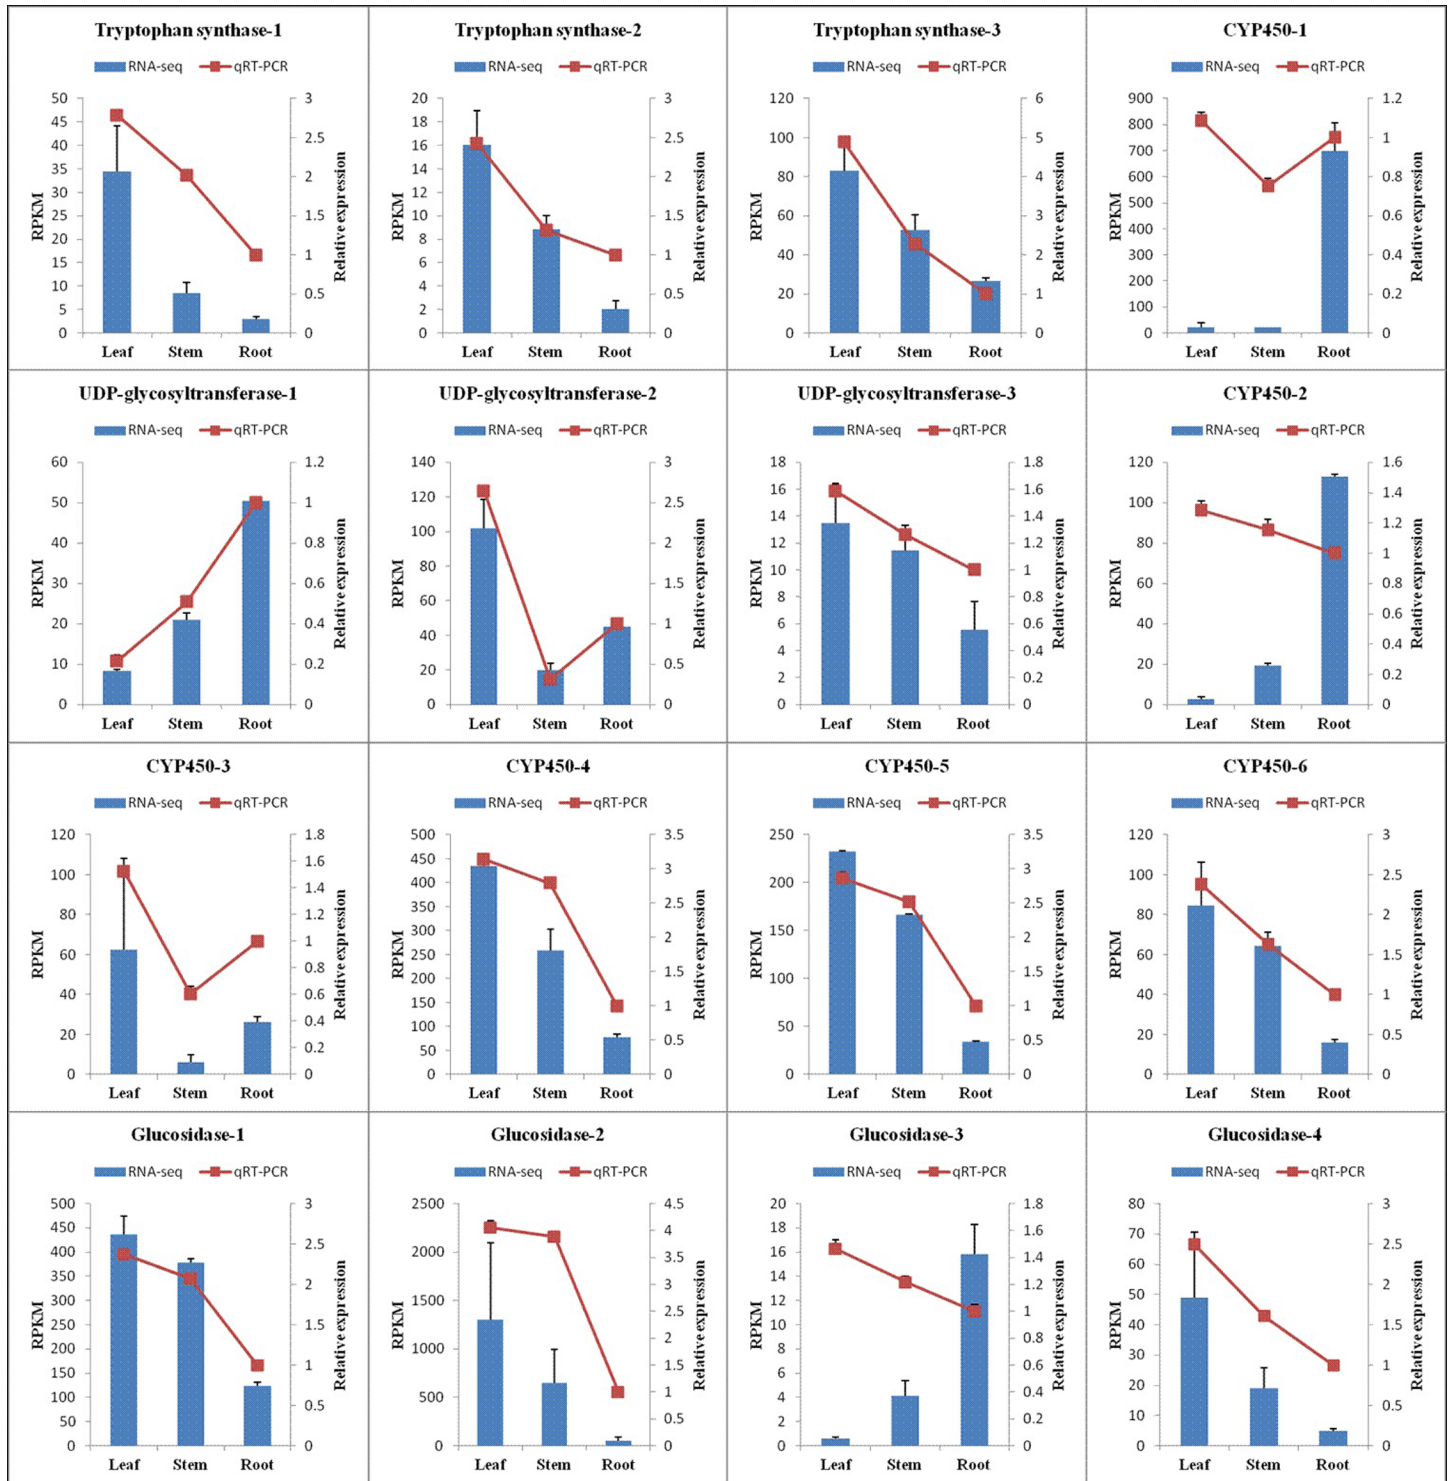 Tryptophan synthase-1
RNA-seq qRT-PCR
50 45 40 35 30 25 20 15 10 5 0
RPKM
3 2.5 2 1.5 1 0.5 0
Relative expression
Leaf Stem Root
Tryptophan synthase-2
RNA-seq qRT-PCR
20 18 16 14 12 10 8 6 4 2 0
RPKM
3 2.5 2 1.5 1 0.5 0
Relative expression
Leaf Stem Root
Tryptophan synthase-3
RNA-seq qRT-PCR
120 100 80 60 40 20 0
RPKM
6 5 4 3 2 1 0
Relative expression
Leaf Stem Root
CYP450-1
RNA-seq qRT-PCR
900 800 700 600 500 400 300 200 100 0
RPKM
1.2 1 0.8 0.6 0.4 0.2 0
Relative expression
Leaf Stem Root
UDP-glycosyltransferase-1
RNA-seq qRT-PCR
60 50 40 30 20 10 0
RPKM
1.2 1 0.8 0.6 0.4 0.2 0
Relative expression
Leaf Stem Root
UDP-glycosyltransferase-2
RNA-seq qRT-PCR
140 120 100 80 60 40 20 0
RPKM
3 2.5 2 1.5 1 0.5 0
Relative expression
Leaf Stem Root
UDP-glycosyltransferase-3
RNA-seq qRT-PCR
18 16 14 12 10 8 6 4 2 0
RPKM
1.8 1.6 1.4 1.2 1 0.8 0.6 0.4 0.2 0
Relative expression
Leaf Stem Root
CYP450-2
RNA-seq qRT-PCR
120 100 80 60 40 20 0
RPKM
1.6 1.4 1.2 1 0.8 0.6 0.4 0.2 0
Relative expression
Leaf Stem Root
CYP450-3
RNA-seq qRT-PCR
120 100 80 60 40 20 0
RPKM
1.8 1.6 1.4 1.2 1 0.8 0.6 0.4 0.2 0
Relative expression
Leaf Stem Root
CYP450-4
RNA-seq qRT-PCR
500 450 400 350 300 250 200 150 100 50 0
RPKM
3.5 3 2.5 2 1.5 1 0.5 0
Relative expression
Leaf Stem Root
CYP450-5
RNA-seq qRT-PCR
250 200 150 100 50 0
RPKM
3.5 3 2.5 2 1.5 1 0.5 0
Relative expression
Leaf Stem Root
CYP450-6
RNA-seq qRT-PCR
120 100 80 60 40 20 0
RPKM
3 2.5 2 1.5 1 0.5 0
Relative expression
Leaf Stem Root
Glucosidase-1
RNA-seq qRT-PCR
500 450 400 350 300 250 200 150 100 50 0
RPKM
3 2.5 2 1.5 1 0.5 0
Relative expression
Leaf Stem Root
Glucosidase-2
RNA-seq qRT-PCR
2500 2000 1500 1000 500 0
RPKM
4.5 4 3.5 3 2.5 2 1.5 1 0.5 0
Relative expression
Leaf Stem Root
Glucosidase-3
RNA-seq qRT-PCR
20 18 16 14 12 10 8 6 4 2 0
RPKM
1.8 1.6 1.4 1.2 1 0.8 0.6 0.4 0.2 0
Relative expression
Leaf Stem Root
Glucosidase-4
RNA-seq qRT-PCR
80 70 60 50 40 30 20 10 0
RPKM
3 2.5 2 1.5 1 0.5 0
Relative expression
Leaf Stem Root